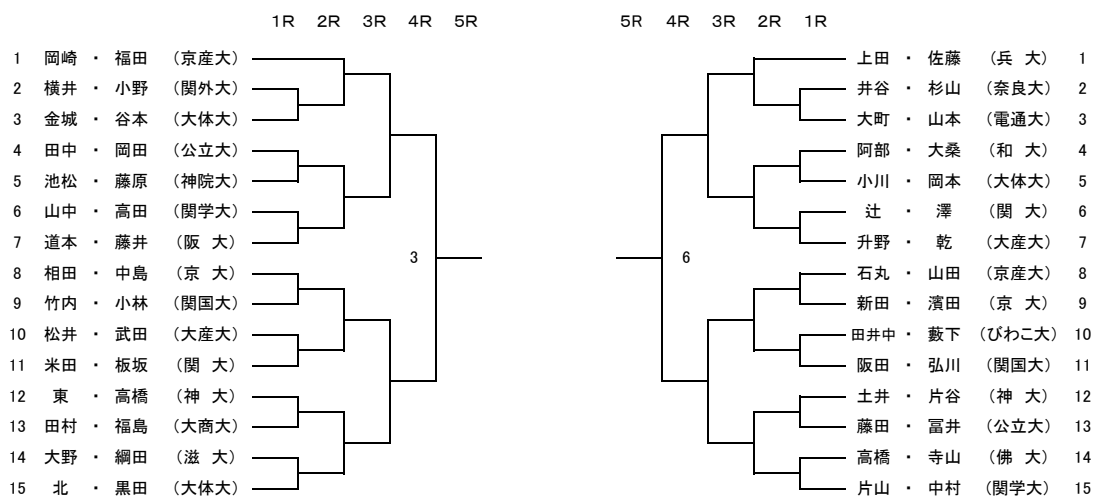 1R 2R 3R 4R 5R 5R 4R 3R 2R 1R
1 岡崎 ・ 福田 (京産大) 上田 ・ 佐藤 (兵 大) 1
2 横井 ・ 小野 (関外大) 井谷 ・ 杉山 (奈良大) 2
3 金城 ・ 谷本 (大体大) 大町 ・ 山本 (電通大) 3
4 田中 ・ 岡田 (公立大) 阿部 ・ 大桑 (和 大) 4
5 池松 ・ 藤原 (神院大) 小川 ・ 岡本 (大体大) 5
6 山中 ・ 高田 (関学大) 辻 ・ 澤 (関 大) 6
7 道本 ・ 藤井 (阪 大) 升野 ・ 乾 (大産大) 7
3 6
8 相田 ・ 中島 (京 大) 石丸 ・ 山田 (京産大) 8
9 竹内 ・ 小林 (関国大) 新田 ・ 濱田 (京 大) 9
10 松井 ・ 武田 (大産大) 田井中 ・ 藪下 (びわこ大) 10
11 米田 ・ 板坂 (関 大) 阪田 ・ 弘川 (関国大) 11
12 東 ・ 高橋 (神 大) 土井 ・ 片谷 (神 大) 12
13 田村 ・ 福島 (大商大) 藤田 ・ 冨井 (公立大) 13
14 大野 ・ 綱田 (滋 大) 高橋 ・ 寺山 (佛 大) 14
15 北 ・ 黒田 (大体大) 片山 ・ 中村 (関学大) 15